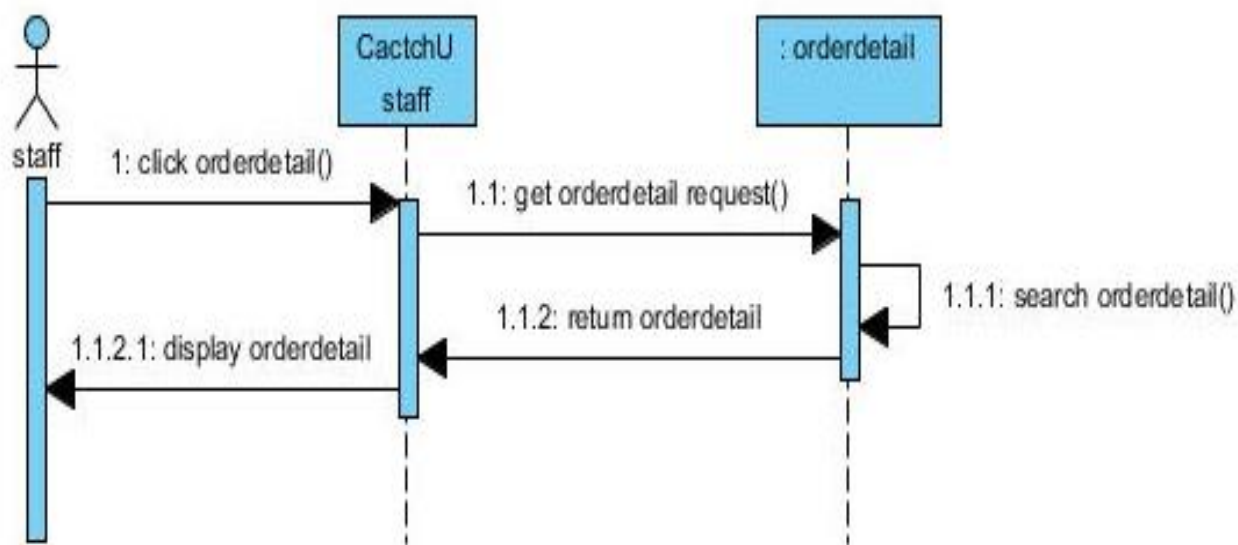 CactchU
staff
: orderdetail
staff
1: click orderdetail()
1.1: get orderdetail request()
1.1.1: search orderdetail()
1.1.2: return orderdetail
1.1.2.1: display orderdetail